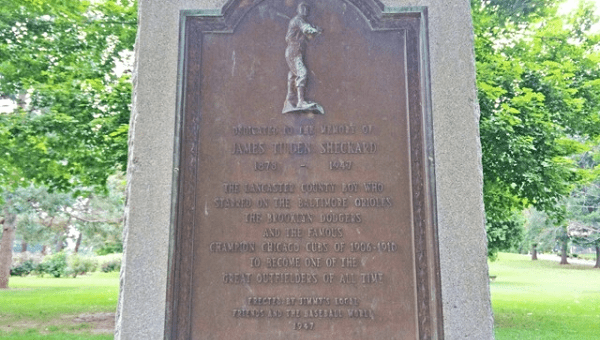 DEDICATED TO THE MEMORY OF
JAMES TILDEN SHECKARD
1878 - 1947
THE LANCASTER COUNTY BOY WHO
STARRED ON THE BALTIMORE ORIOLES
THE BROOKLYN DODGERS
AND THE FAMOUS
CHAMPION CHICAGO CUBS OF 1906-1910
TO BECOME ONE OF THE
GREAT OUTFIELDERS OF ALL TIME
ERECTED BY JIMMY'S LOCAL
FRIENDS AND THE BASEBALL WORLD
1947